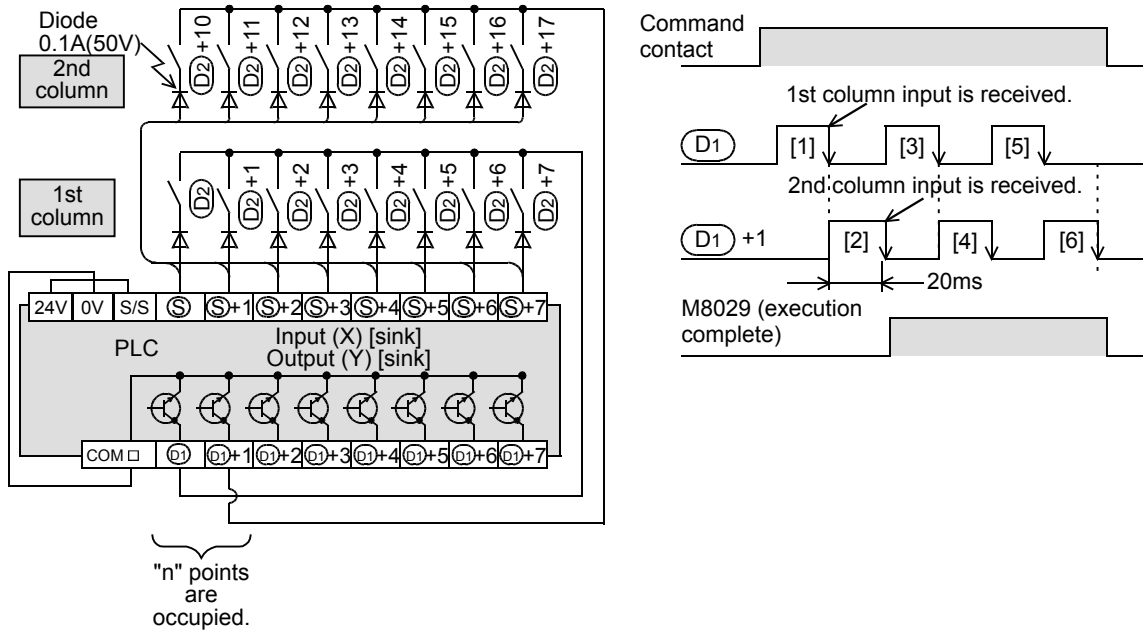 Diode
0.1A(50V)
2nd
column
D2 +10
D2 +11
D2 +12
D2 +13
D2 +14
D2 +15
D2 +16
D2 +17
1st
column
D2
D2 +1
D2 +2
D2 +3
D2 +4
D2 +5
D2 +6
D2 +7
24V 0V S/S S S+1 S+2 S+3 S+4 S+5 S+6 S+7
PLC
Input (X) [sink]
Output (Y) [sink]
COM □ D1 D1+1 D1+2 D1+3 D1+4 D1+5 D1+6 D1+7
"n" points
are
occupied.
Command
contact
1st column input is received.
D1 [1] [3] [5]
2nd column input is received.
D1 +1 [2] [4] [6]
20ms
M8029 (execution
complete)